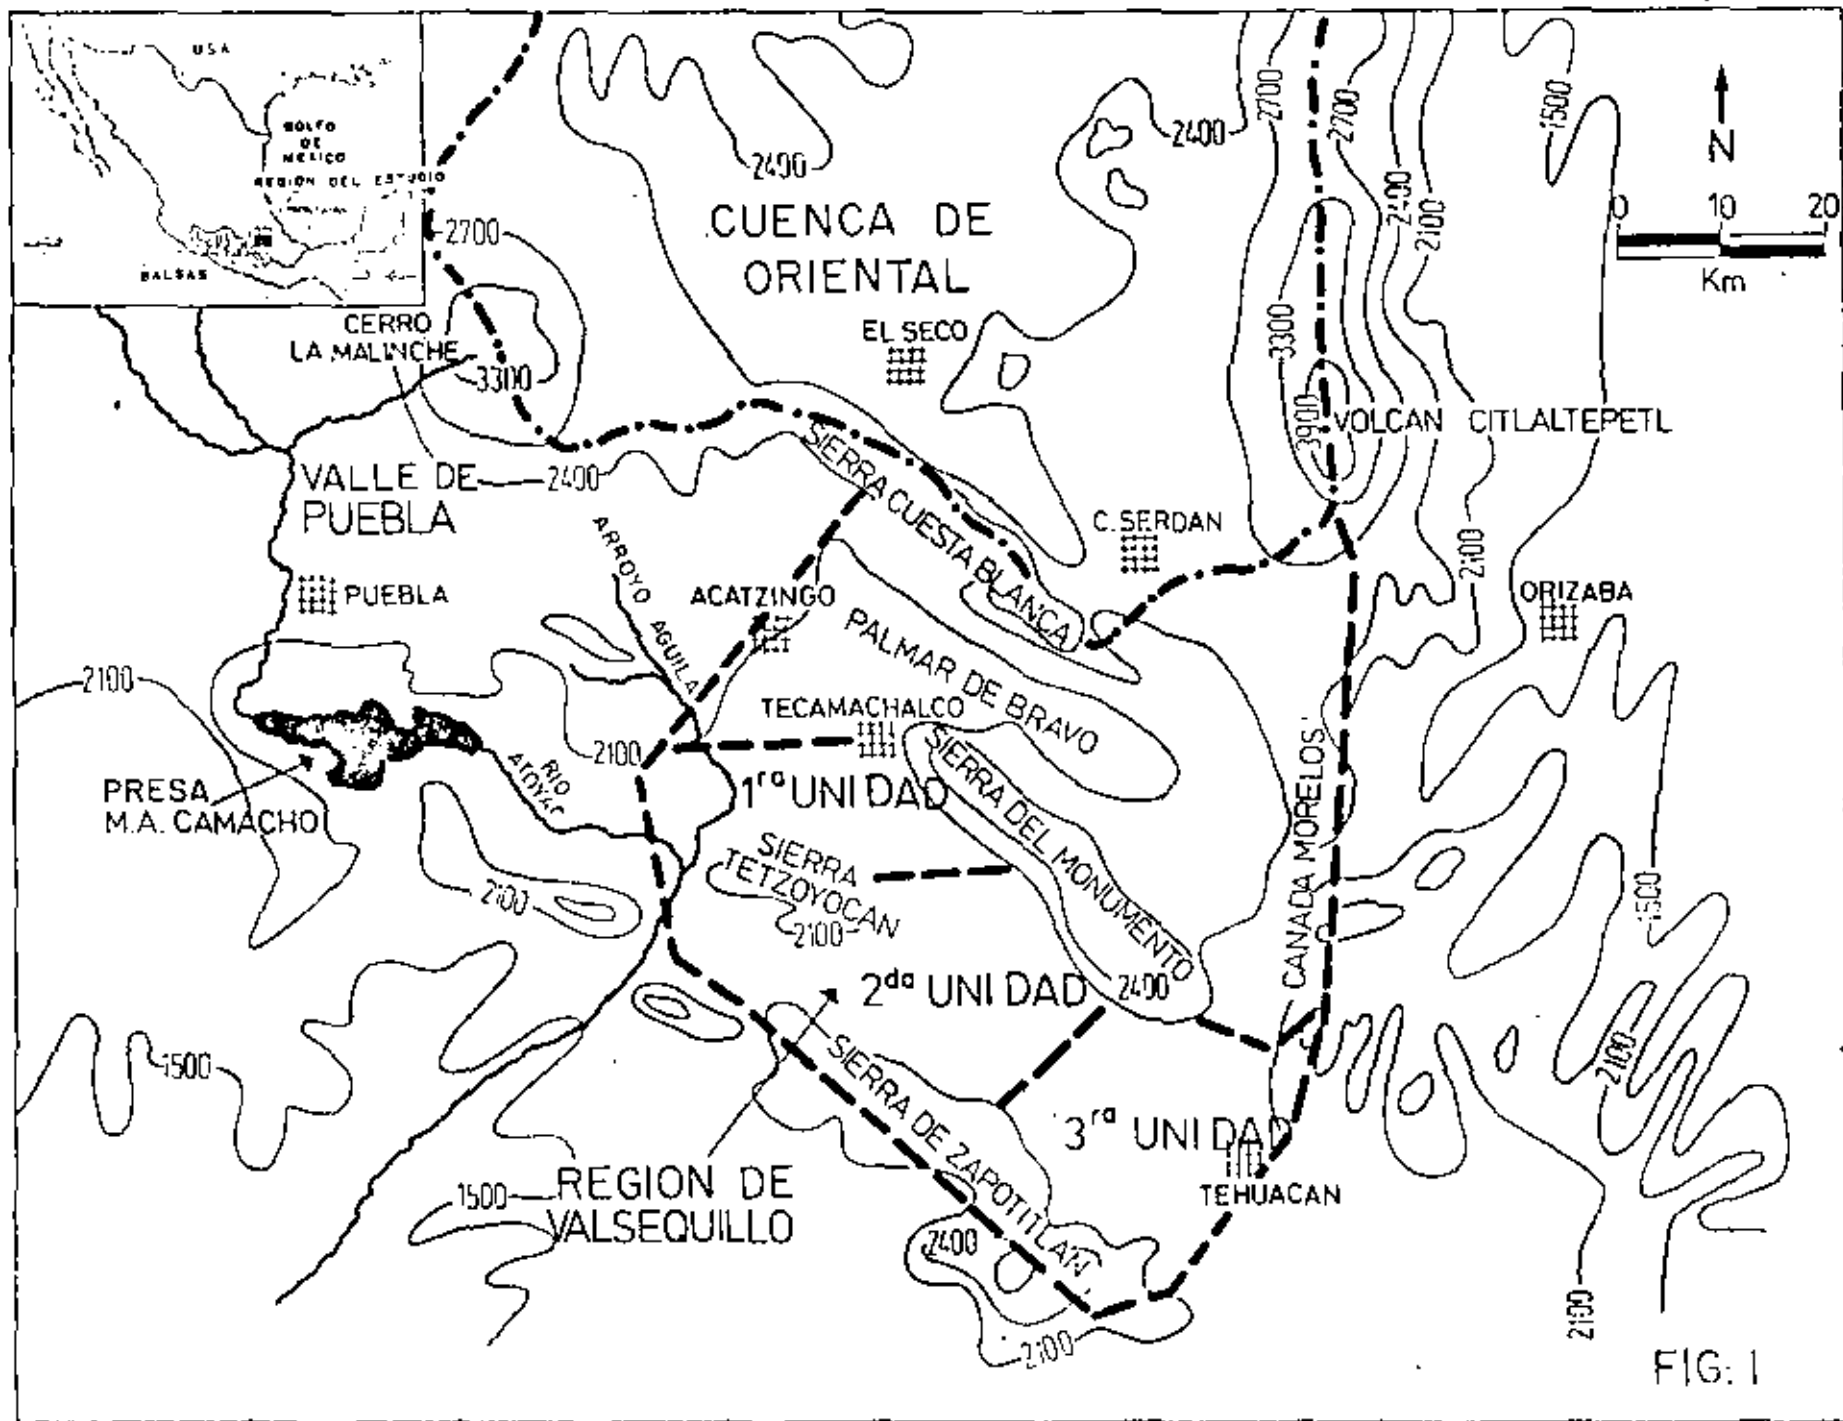 USA
GOLFO
DE
MEXICO
REGION DEL ESTUDIO
BALSAS
2700
2400
2400
2700
2700
2400
2100
1500
N
0 10 20
Km
CUENCA DE
ORIENTAL
CERRO
LA MALINCHE
3300
EL SECO
3300
3900
VOLCAN CITLALTEPETL
VALLE DE
PUEBLA
2400
SIERRA CUESTA BLANCA
C. SERDAN
2100
ORIZABA
PUEBLA
ARROYO AGUILA
ACATZINGO
PALMAR DE BRAVO
2100
TECAMACHALCO
2100
PRESA
M.A. CAMACHO
RIO
ATOYAC
1ra UNIDAD
SIERRA DEL MONUMENTO
CANADA MORELOS
SIERRA
TETZOYOCAN
2100
2100
1500
2da UNIDAD
2400
1500
2100
SIERRA DE ZAPOTITLAN
3ra UNIDAD
TEHUACAN
REGION DE
VALSEQUILLO
1500
2400
2100
2100
FIG: 1